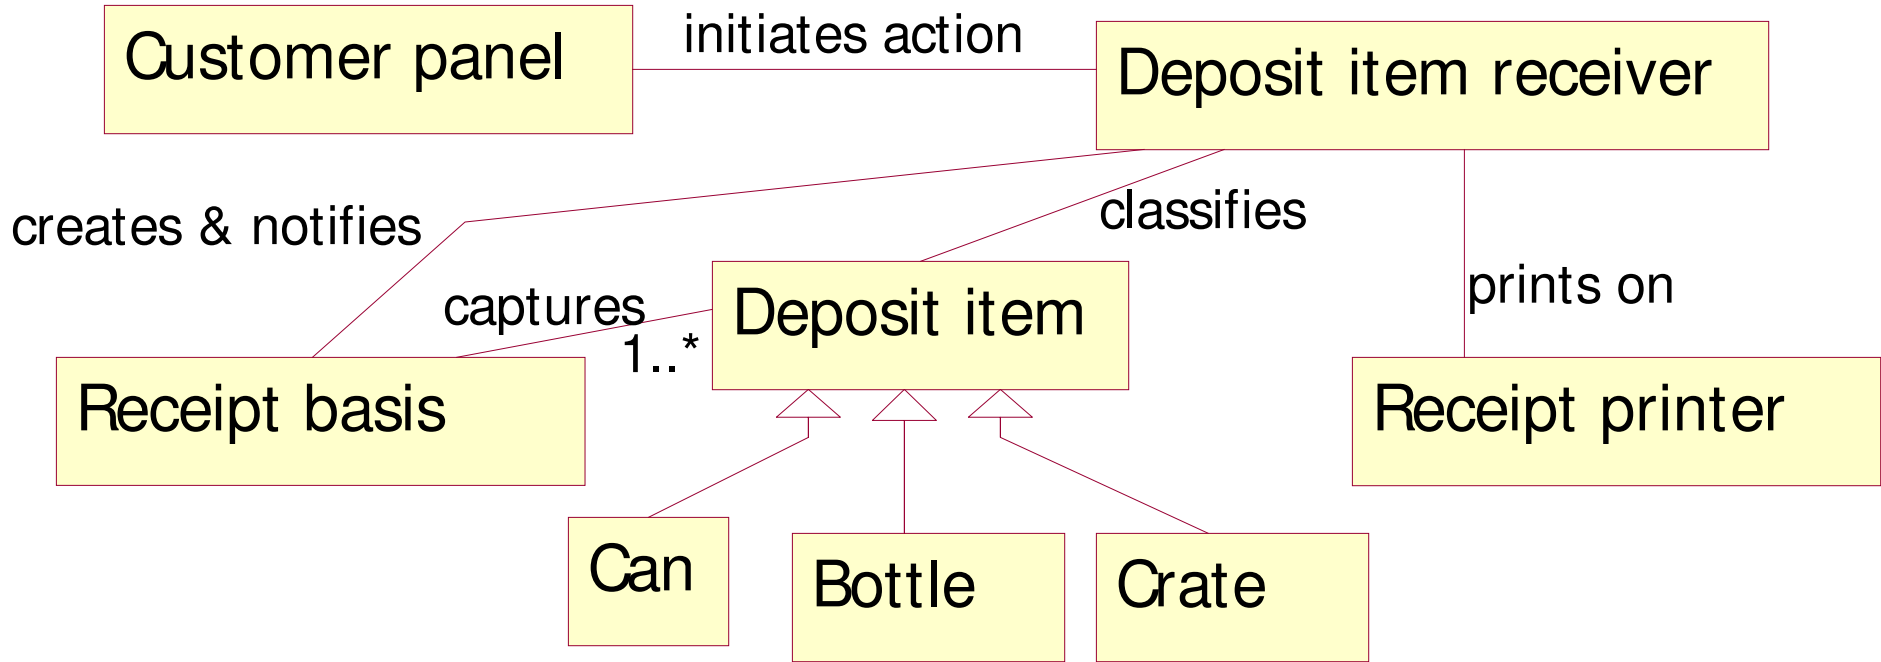 Customer panel
initiates action
Deposit item receiver
creates & notifies
classifies
captures
1..*
Deposit item
prints on
Receipt basis
Receipt printer
Can
Bottle
Crate